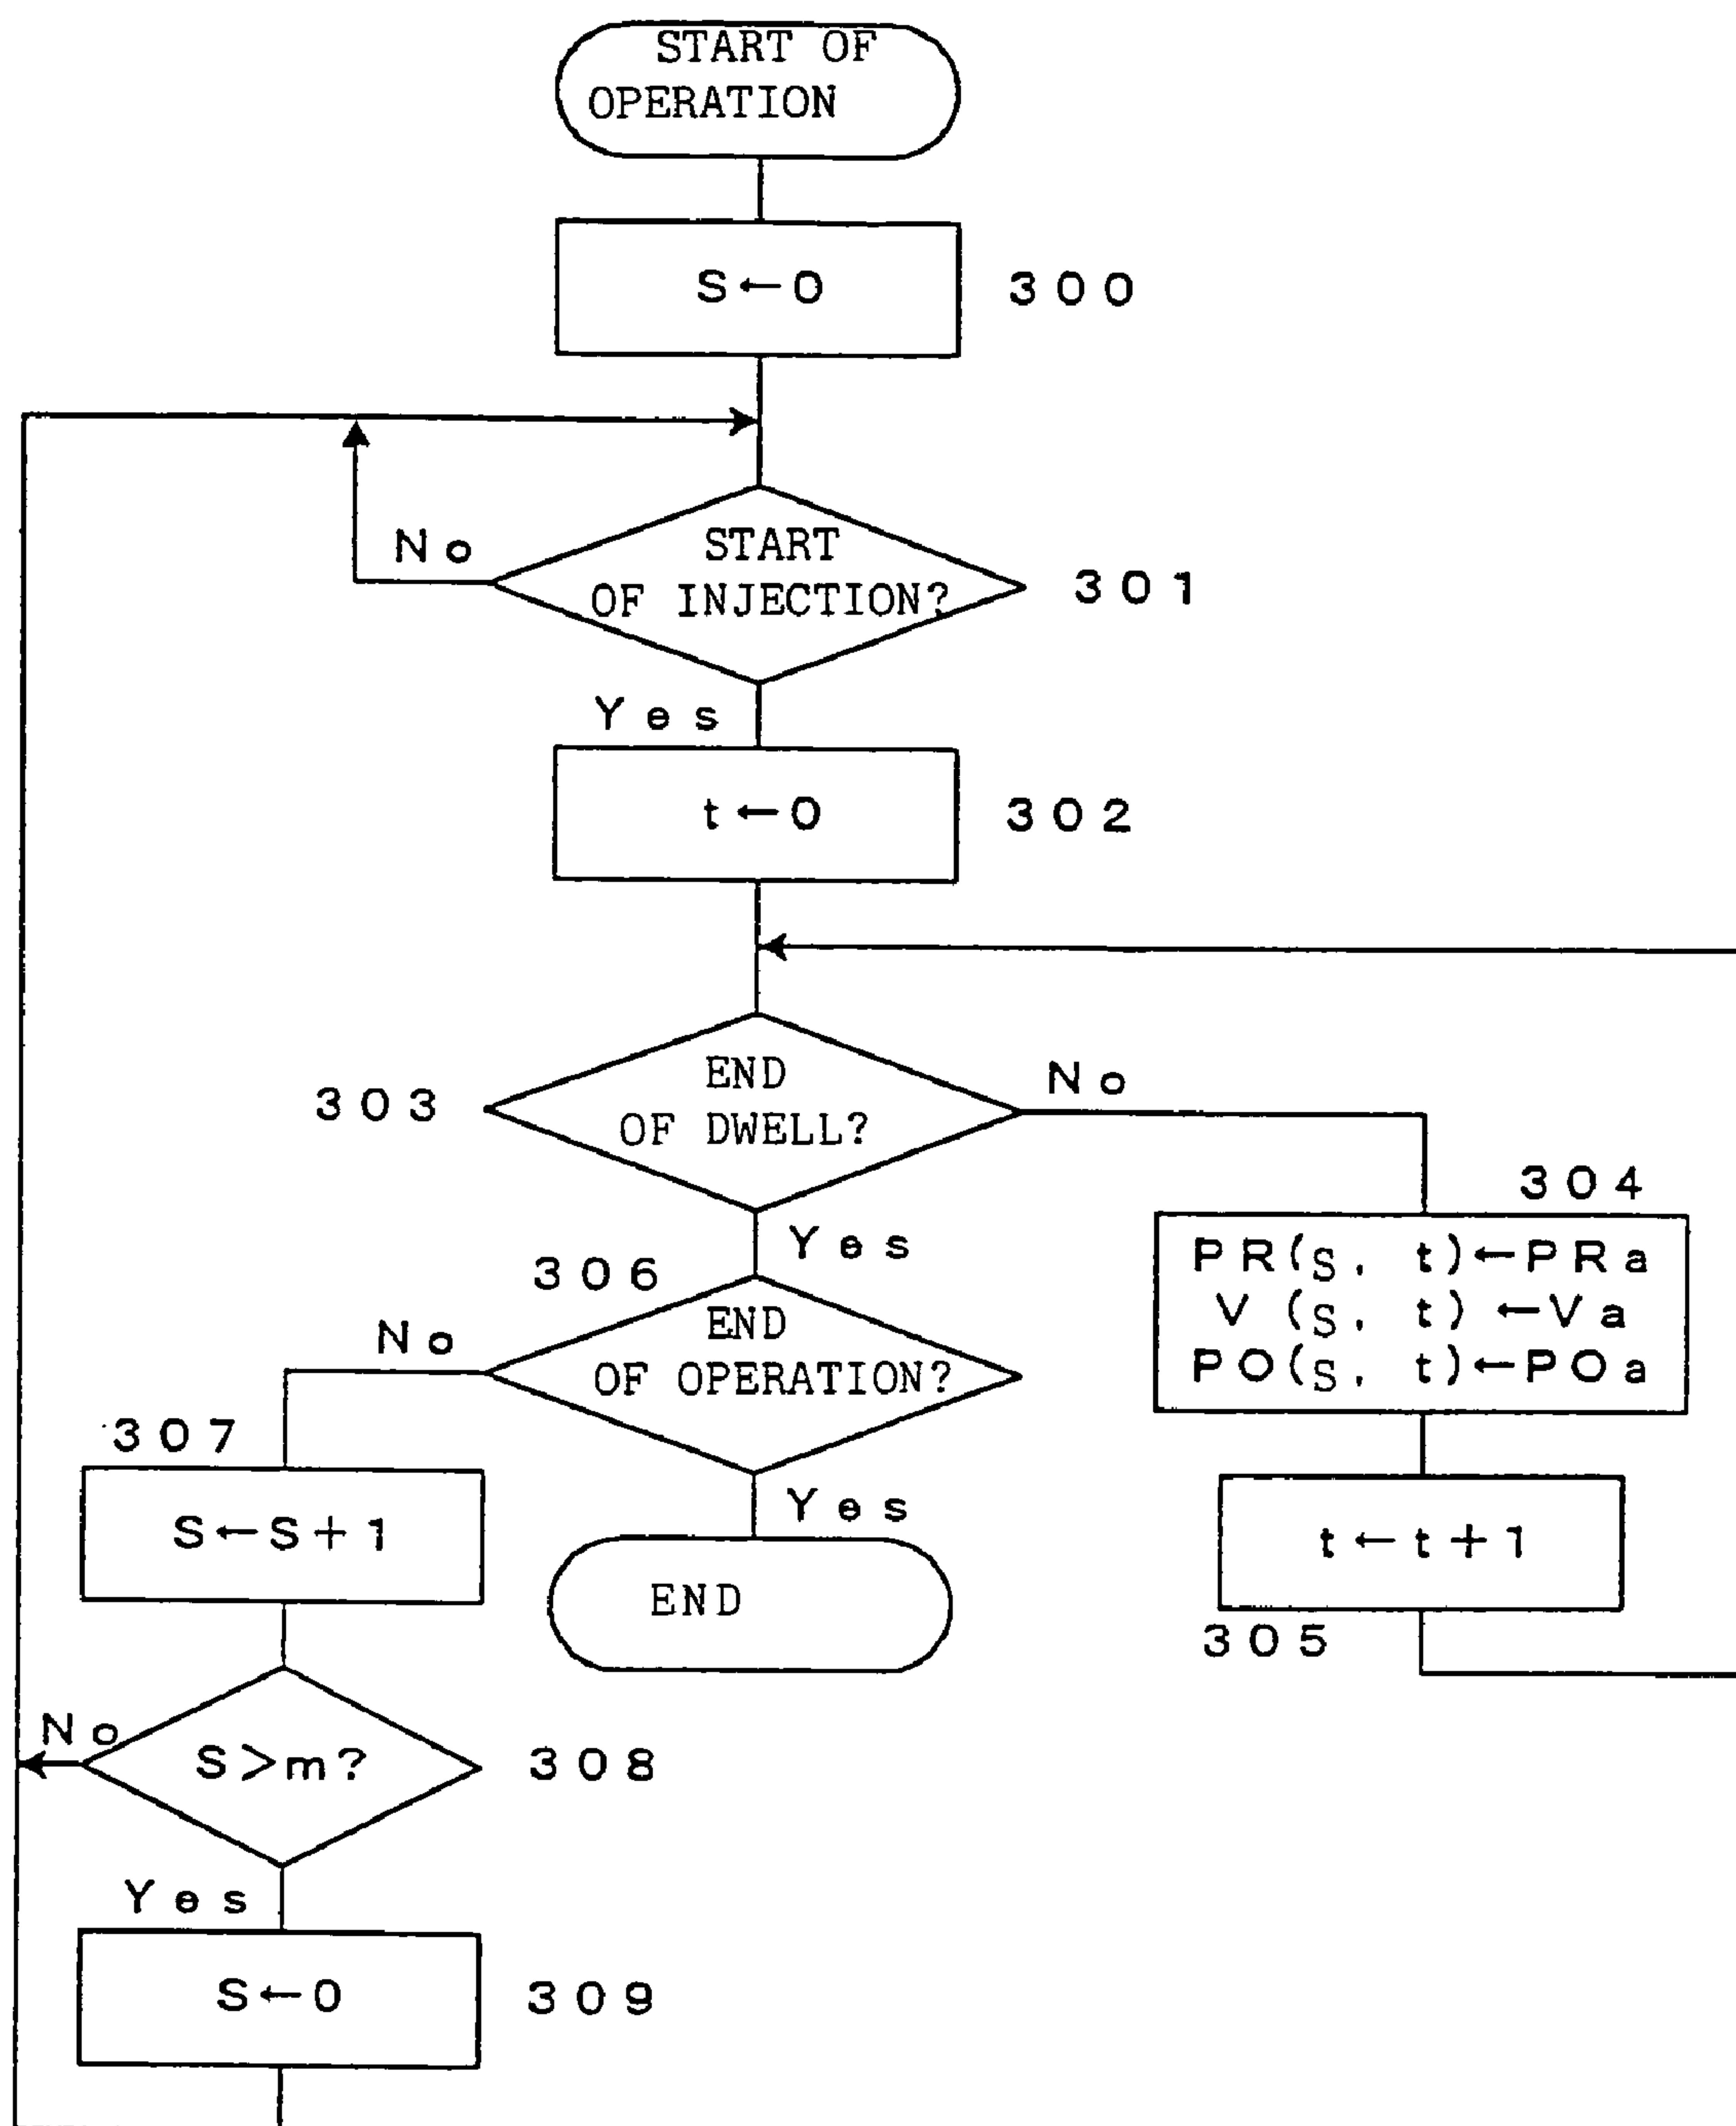 START OF
OPERATION
S←0
300
No
START
OF INJECTION?
301
Yes
t←0
302
303
END
OF DWELL?
No
304
Yes
PR(S, t)←PRa
V (S, t) ←Va
PO(S, t)←POa
306
END
OF OPERATION?
No
307
S←S+1
Yes
END
t←t+1
305
No
S>m?
308
Yes
S←0
309